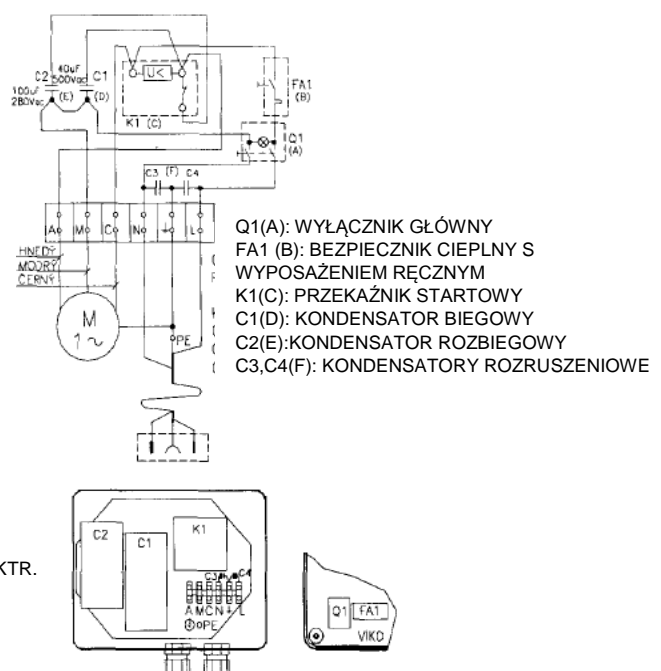 40uF
C2 500Vac C1
100uF
280Vac (E) (D)
U<
K1 (C)
FA1
(B)
Q1
(A)
C3 (F) C4
A M C N L
HNEDÝ
MODRÝ
ČERNÝ
M
1~
PE
Q1(A): WYŁĄCZNIK GŁÓWNY
FA1 (B): BEZPIECZNIK CIEPLNY S
WYPOSAŻENIEM RĘCZNYM
K1(C): PRZEKAŹNIK STARTOWY
C1(D): KONDENSATOR BIEGOWY
C2(E):KONDENSATOR ROZBIEGOWY
C3,C4(F): KONDENSATORY ROZRUSZENIOWE
KTR.
C2
C1
K1
C3 C4
A M C N L
PE
Q1 FA1
VIKO